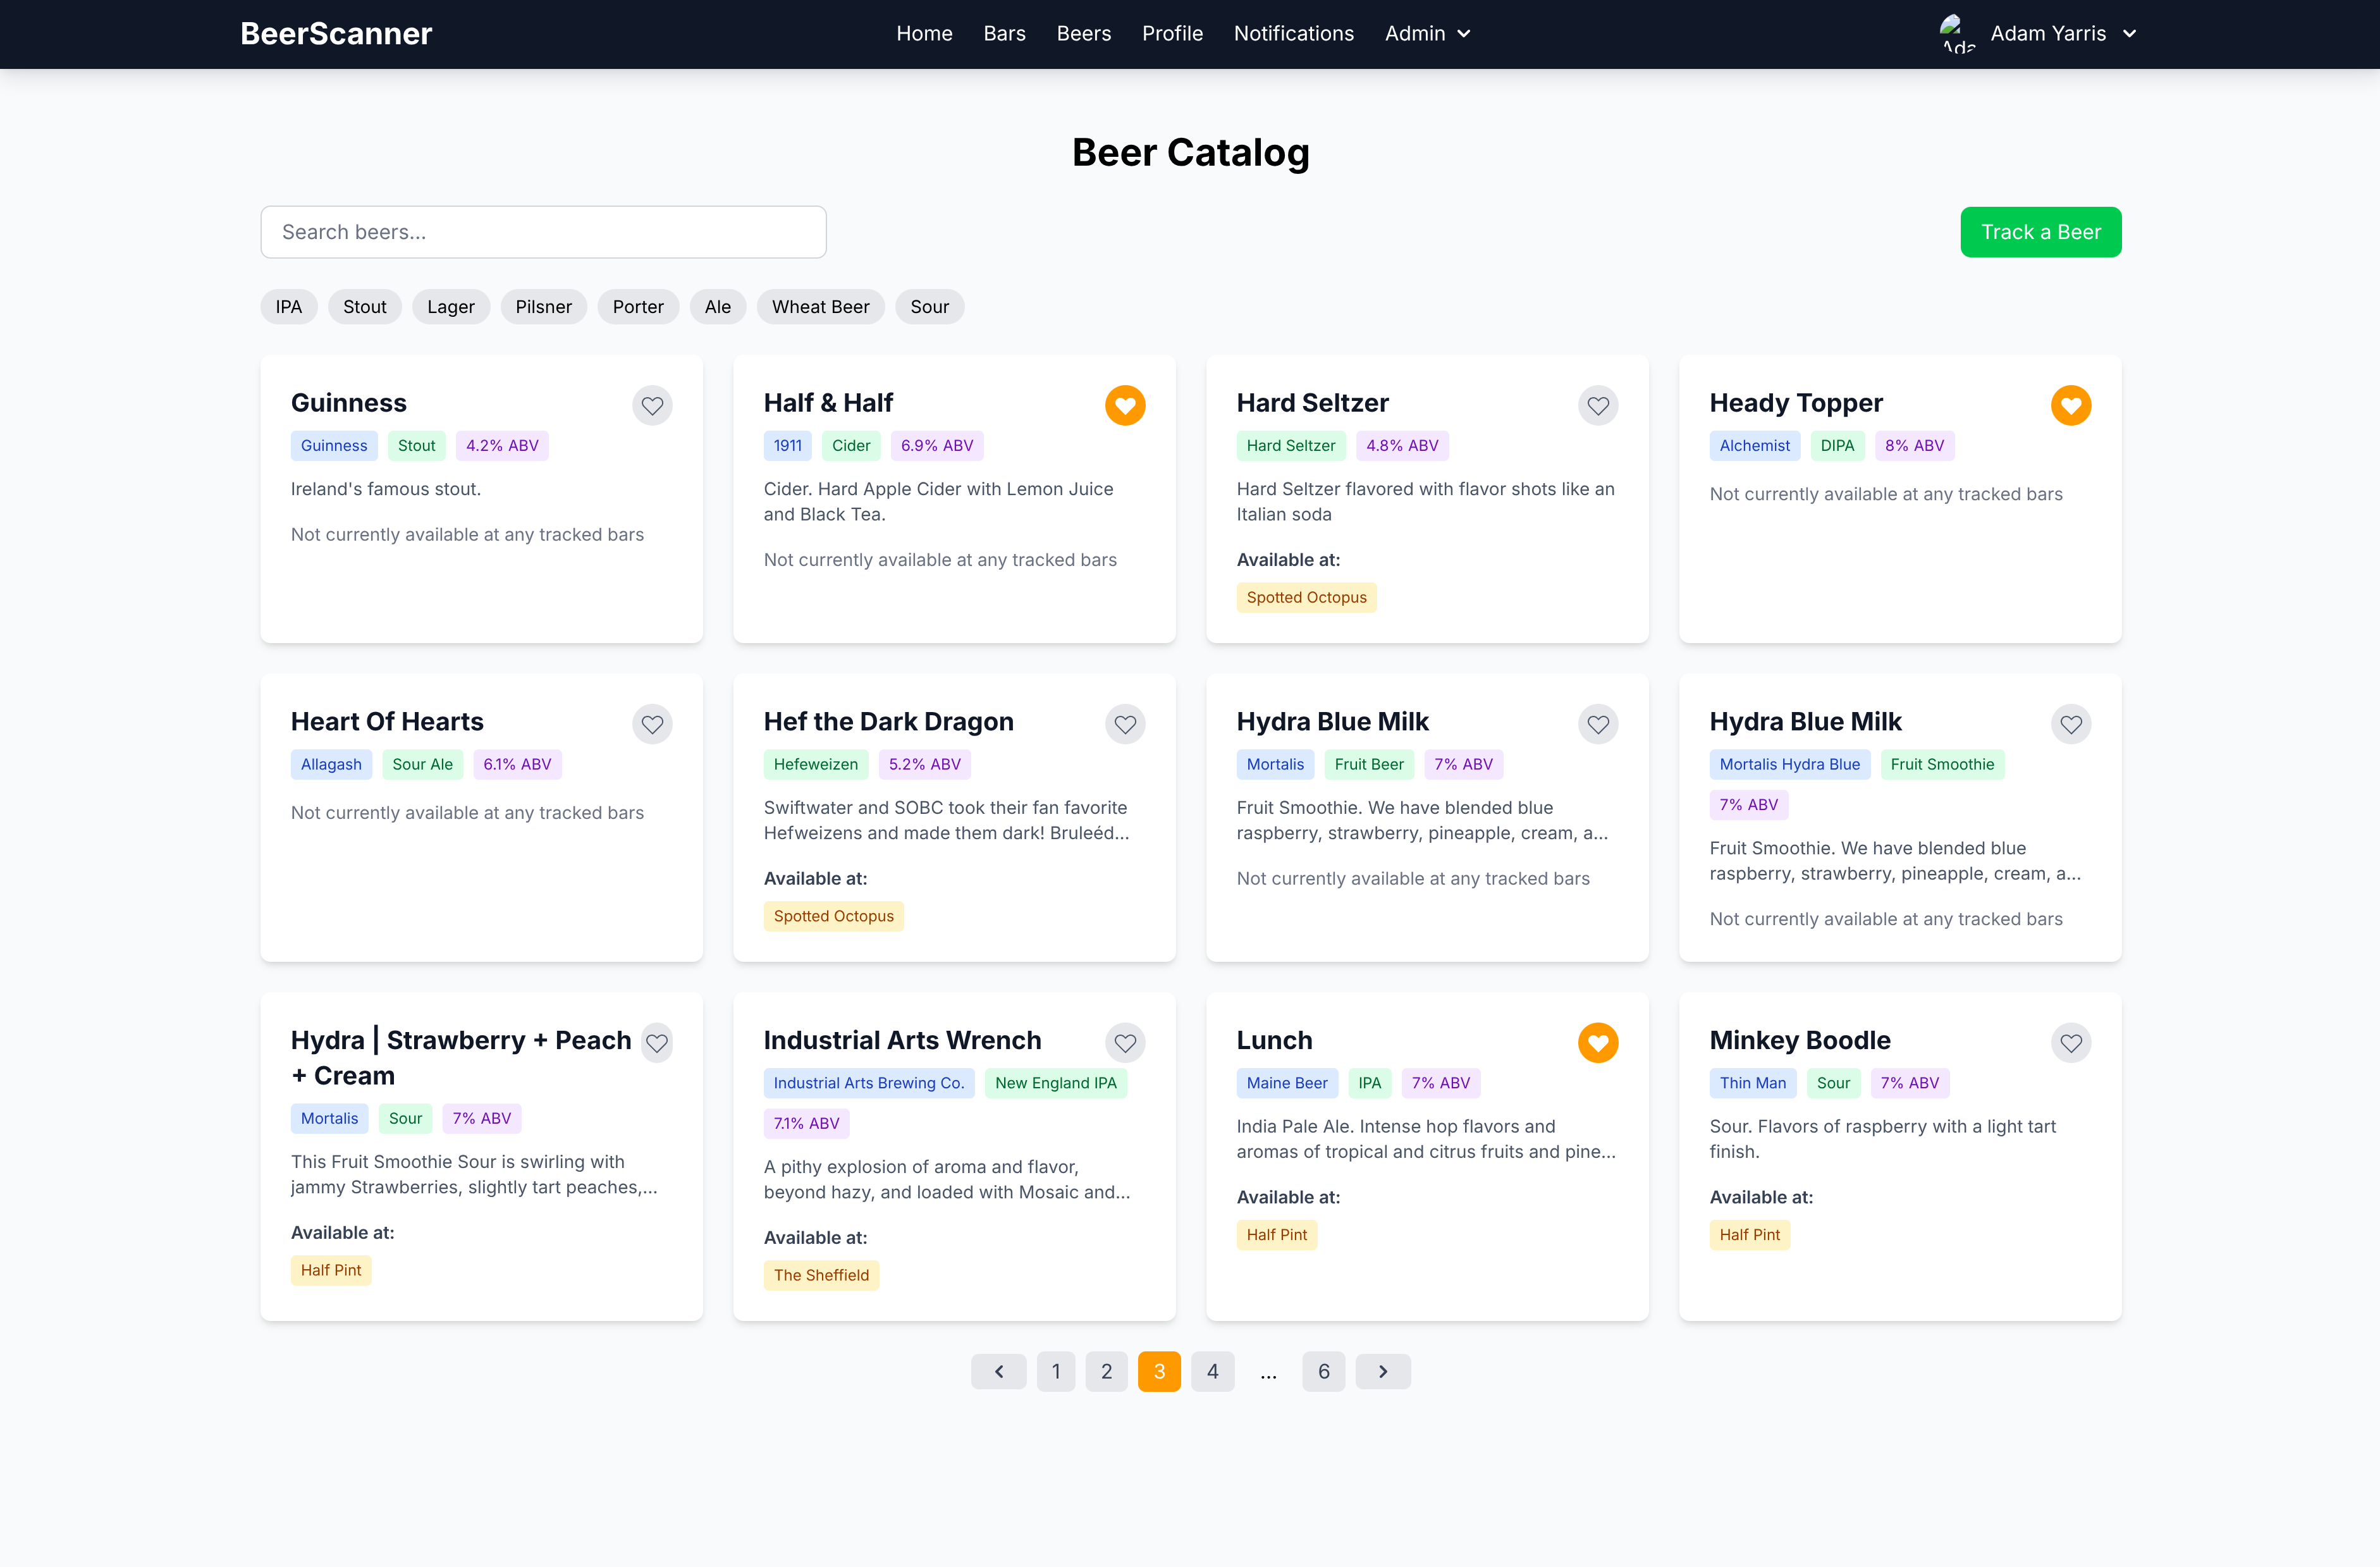 BeerScanner
Home Bars Beers Profile Notifications Admin
Adam Yarris
Beer Catalog
Search beers...
Track a Beer
IPA Stout Lager Pilsner Porter Ale Wheat Beer Sour
Guinness
Guinness Stout 4.2% ABV
Ireland's famous stout.
Not currently available at any tracked bars
Half & Half
1911 Cider 6.9% ABV
Cider. Hard Apple Cider with Lemon Juice
and Black Tea.
Not currently available at any tracked bars
Hard Seltzer
Hard Seltzer 4.8% ABV
Hard Seltzer flavored with flavor shots like an
Italian soda
Available at:
Spotted Octopus
Heady Topper
Alchemist DIPA 8% ABV
Not currently available at any tracked bars
Heart Of Hearts
Allagash Sour Ale 6.1% ABV
Not currently available at any tracked bars
Hef the Dark Dragon
Hefeweizen 5.2% ABV
Swiftwater and SOBC took their fan favorite
Hefweizens and made them dark! Bruleéd...
Available at:
Spotted Octopus
Hydra Blue Milk
Mortalis Fruit Beer 7% ABV
Fruit Smoothie. We have blended blue
raspberry, strawberry, pineapple, cream, a...
Not currently available at any tracked bars
Hydra Blue Milk
Mortalis Hydra Blue Fruit Smoothie
7% ABV
Fruit Smoothie. We have blended blue
raspberry, strawberry, pineapple, cream, a...
Not currently available at any tracked bars
Hydra | Strawberry + Peach
+ Cream
Mortalis Sour 7% ABV
This Fruit Smoothie Sour is swirling with
jammy Strawberries, slightly tart peaches,...
Available at:
Half Pint
Industrial Arts Wrench
Industrial Arts Brewing Co. New England IPA
7.1% ABV
A pithy explosion of aroma and flavor,
beyond hazy, and loaded with Mosaic and...
Available at:
The Sheffield
Lunch
Maine Beer IPA 7% ABV
India Pale Ale. Intense hop flavors and
aromas of tropical and citrus fruits and pine...
Available at:
Half Pint
Minkey Boodle
Thin Man Sour 7% ABV
Sour. Flavors of raspberry with a light tart
finish.
Available at:
Half Pint
1 2 3 4 ... 6